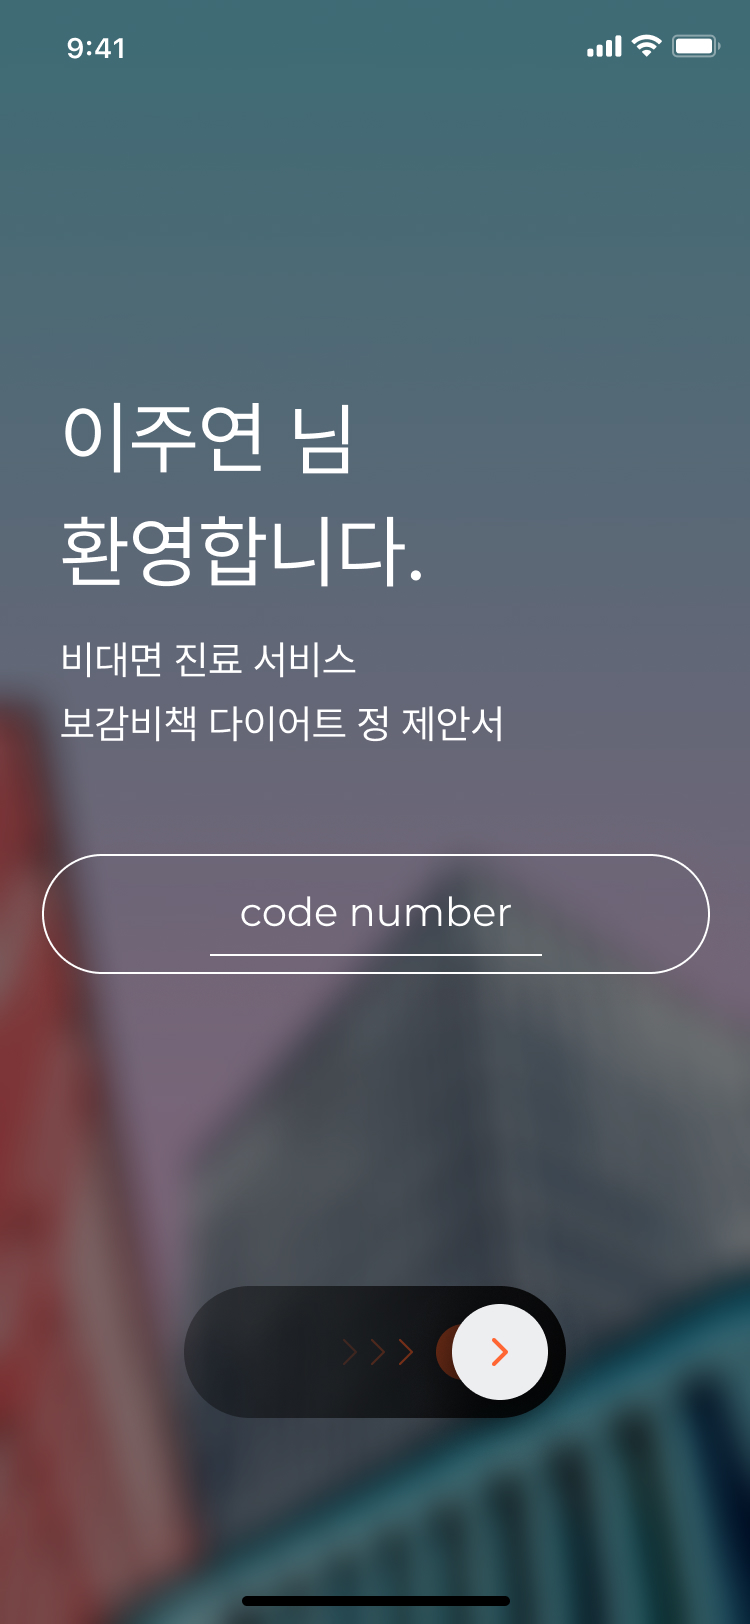 9:41
이주연 님
환영합니다.
비대면 진료 서비스
보감비책 다이어트 정 제안서
code number